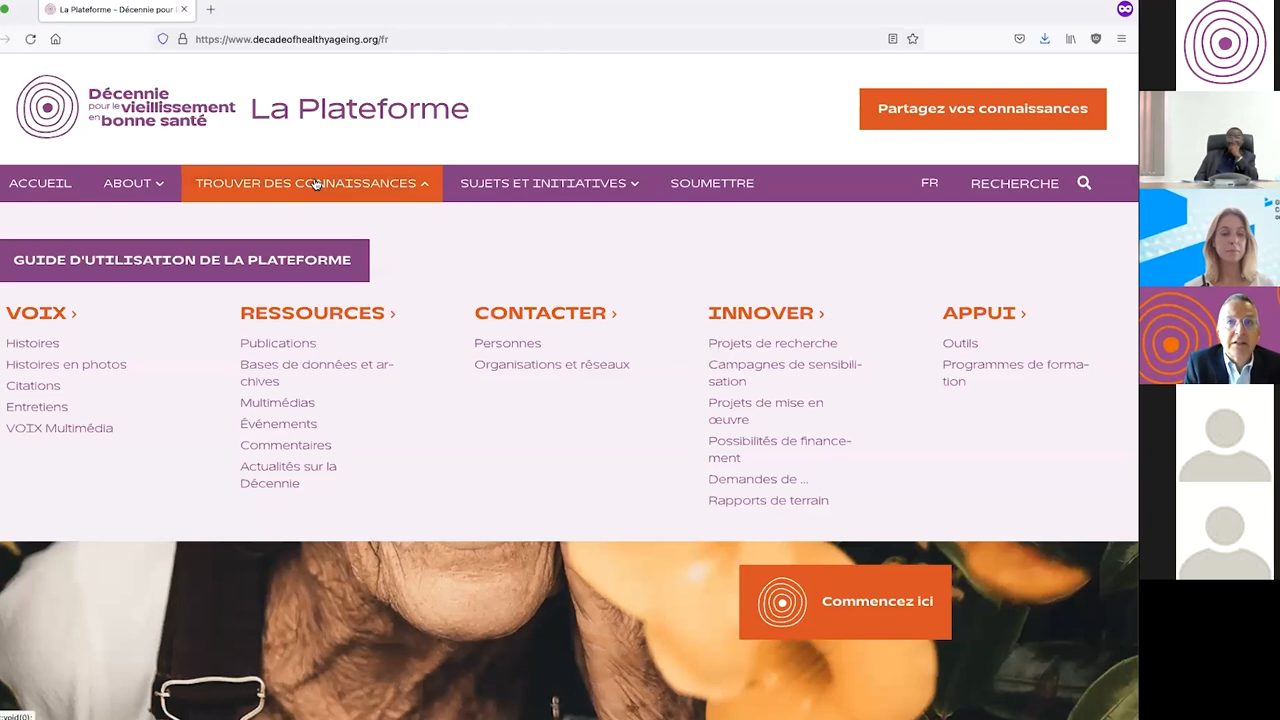 La Plateforme - Décennie pour
https://www.decadeofhealthyageing.org/fr
Décennie
pour le vieillissement
en bonne santé
La Plateforme
Partagez vos connaissances
ACCUEIL
ABOUT
TROUVER DES CONNAISSANCES
SUJETS ET INITIATIVES
SOUMETTRE
FR
RECHERCHE
GUIDE D'UTILISATION DE LA PLATEFORME
VOIX
Histoires
Histoires en photos
Citations
Entretiens
VOIX Multimédia
RESSOURCES
Publications
Bases de données et ar-
chives
Multimédias
Événements
Commentaires
Actualités sur la
Décennie
CONTACTER
Personnes
Organisations et réseaux
INNOVER
Projets de recherche
Campagnes de sensibili-
sation
Projets de mise en
œuvre
Possibilités de finance-
ment
Demandes de ...
Rapports de terrain
APPUI
Outils
Programmes de forma-
tion
Commencez ici
:void(0);